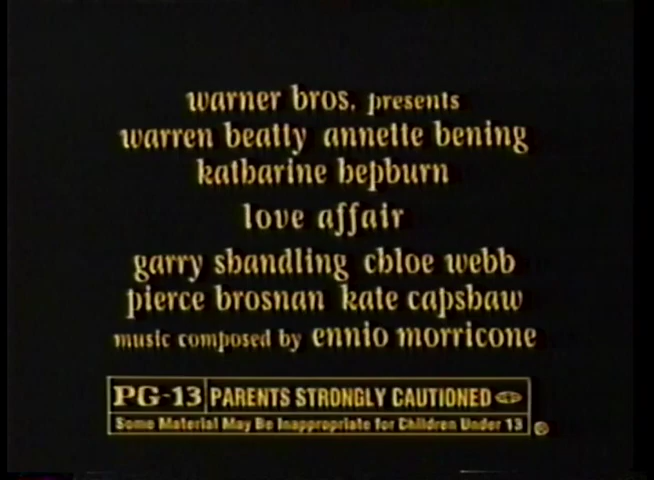 warner bros. presents
warren beatty annette bening
katharine hepburn
love affair
garry shandling chloe webb
pierce brosnan kate capshaw
music composed by ennio morricone
PG-13 PARENTS STRONGLY CAUTIONED
Some Material May Be Inappropriate for Children Under 13